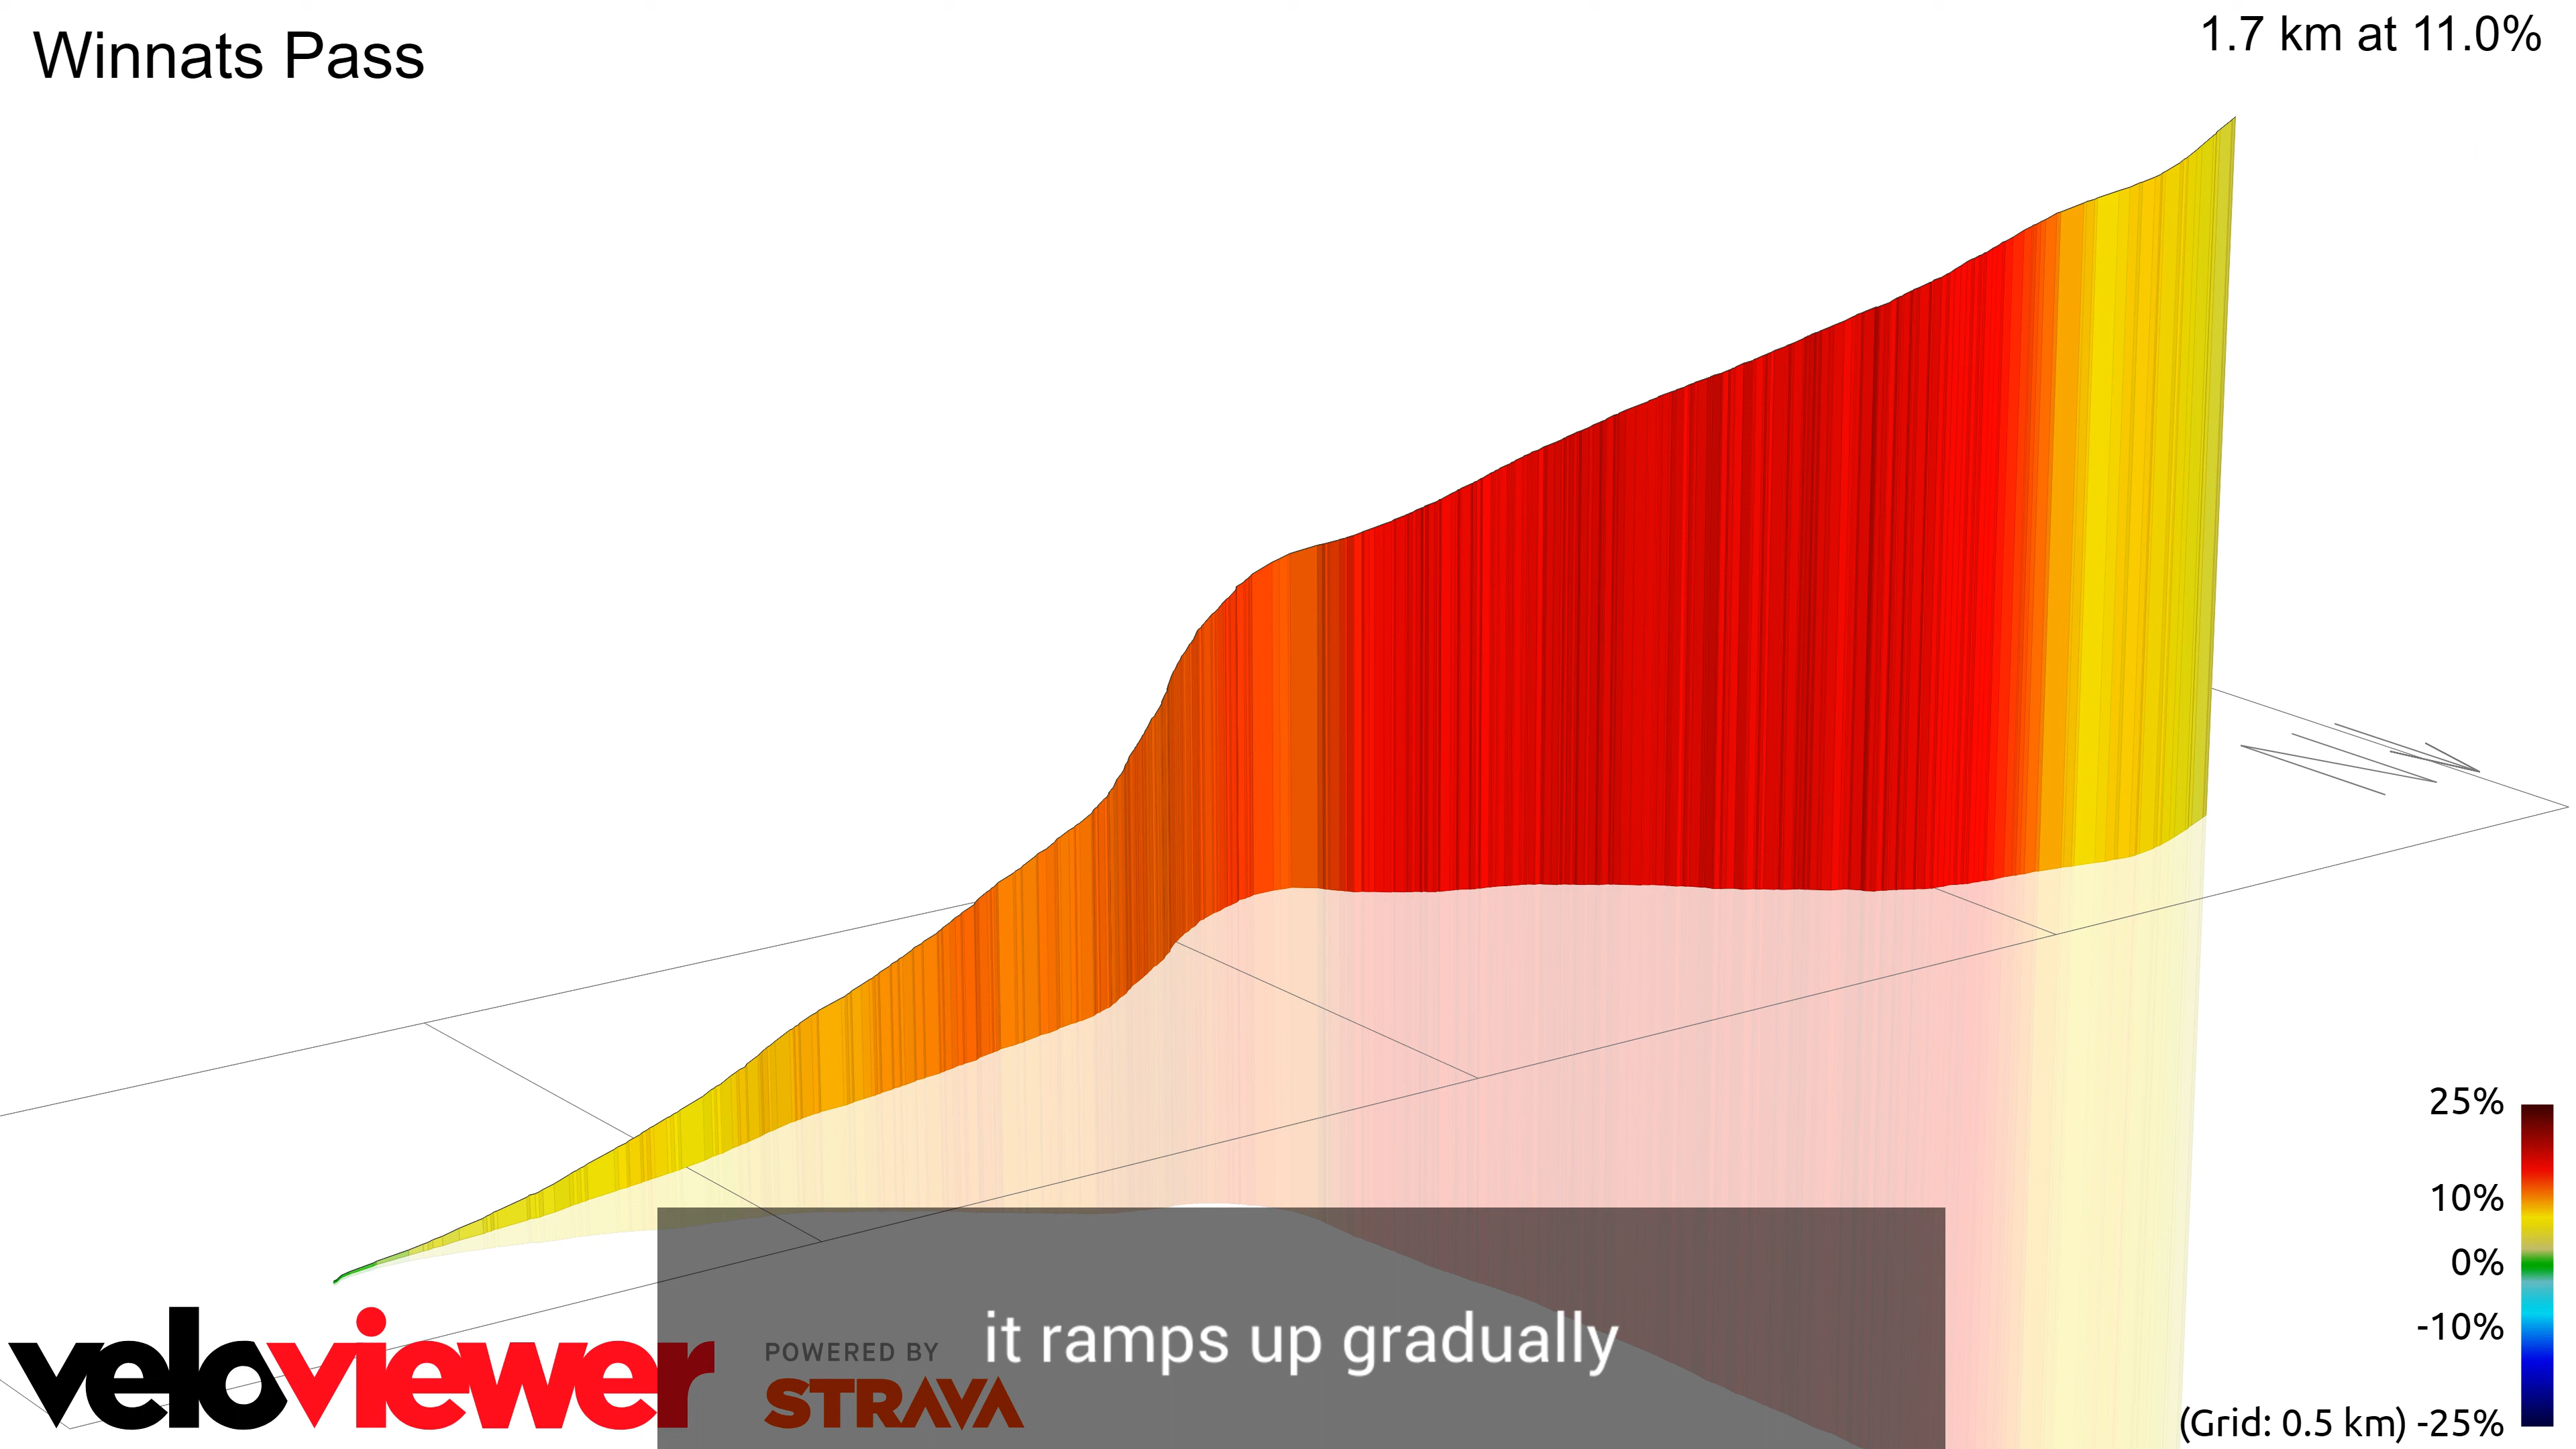 Winnats Pass
1.7 km at 11.0%
25%
10%
0%
-10%
(Grid: 0.5 km) -25%
veloviewer
POWERED BY
STRAVA
it ramps up gradually